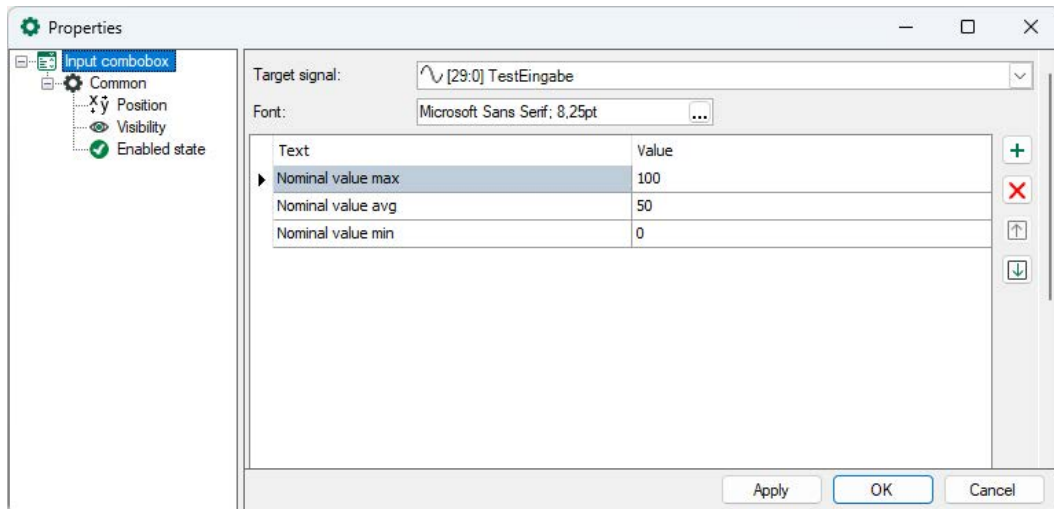 Properties
Input combobox
Common
Position
Visibility
Enabled state
Target signal: [29:0] TestEingabe
Font: Microsoft Sans Serif; 8,25pt ...
Text Value
Nominal value max 100
Nominal value avg 50
Nominal value min 0
Apply OK Cancel